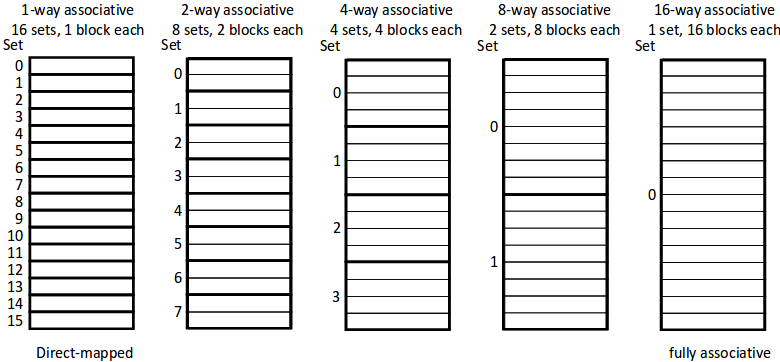 1-way associative
16 sets, 1 block each
Set
0
1
2
3
4
5
6
7
8
9
10
11
12
13
14
15
Direct-mapped
2-way associative
8 sets, 2 blocks each
Set
0
1
2
3
4
5
6
7
4-way associative
4 sets, 4 blocks each
Set
0
1
2
3
8-way associative
2 sets, 8 blocks each
Set
0
1
16-way associative
1 set, 16 blocks each
Set
0
fully associative